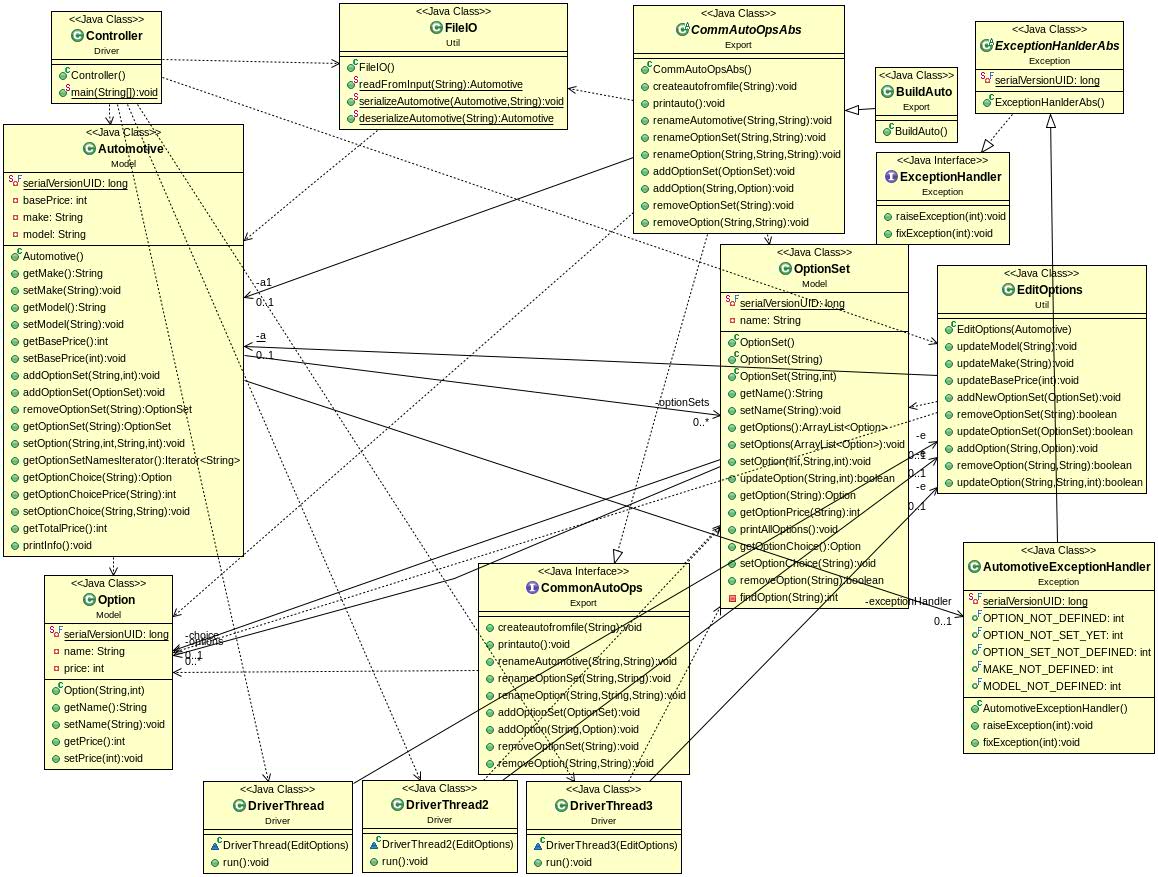 <<Java Class>>
Controller
Driver
Controller()
main(String[]):void
<<Java Class>>
FileIO
Util
FileIO()
readFromInput(String):Automotive
serializeAutomotive(Automotive,String):void
deserializeAutomotive(String):Automotive
<<Java Class>>
CommAutoOpsAbs
Export
CommAutoOpsAbs()
createautofromfile(String):void
printauto():void
renameAutomotive(String,String):void
renameOptionSet(String,String):void
renameOption(String,String,String):void
addOptionSet(OptionSet):void
addOption(String,Option):void
removeOptionSet(String):void
removeOption(String,String):void
<<Java Class>>
BuildAuto
Export
BuildAuto()
<<Java Class>>
ExceptionHanlderAbs
Exception
serialVersionUID: long
ExceptionHanlderAbs()
<<Java Interface>>
ExceptionHandler
Exception
raiseException(int):void
fixException(int):void
<<Java Class>>
Automotive
Model
serialVersionUID: long
basePrice: int
make: String
model: String
Automotive()
getMake():String
setMake(String):void
getModel():String
setModel(String):void
getBasePrice():int
setBasePrice(int):void
addOptionSet(String,int):void
addOptionSet(OptionSet):void
removeOptionSet(String):OptionSet
getOptionSet(String):OptionSet
setOption(String,int,String,int):void
getOptionSetNamesIterator():Iterator<String>
getOptionChoice(String):Option
getOptionChoicePrice(String):int
setOptionChoice(String,String):void
getTotalPrice():int
printInfo():void
-a1
0..1
-a
0..1
-optionSets
0..*
<<Java Class>>
OptionSet
Model
serialVersionUID: long
name: String
OptionSet()
OptionSet(String)
OptionSet(String,int)
getName():String
setName(String):void
getOptions():ArrayList<Option>
setOptions(ArrayList<Option>):void
setOption(int,String,int):void
updateOption(String,int):boolean
getOption(String):Option
getOptionPrice(String):int
printAllOptions():void
getOptionChoice():Option
setOptionChoice(String):void
removeOption(String):boolean
findOption(String):int
<<Java Class>>
EditOptions
Util
EditOptions(Automotive)
updateModel(String):void
updateMake(String):void
updateBasePrice(int):void
addNewOptionSet(OptionSet):void
removeOptionSet(String):boolean
updateOptionSet(OptionSet):boolean
addOption(String,Option):void
removeOption(String,String):boolean
updateOption(String,String,int):boolean
-e
0..1
-e
0..1
-e
0..1
-exceptionHandler
0..1
<<Java Class>>
AutomotiveExceptionHandler
Exception
serialVersionUID: long
OPTION_NOT_DEFINED: int
OPTION_NOT_SET_YET: int
OPTION_SET_NOT_DEFINED: int
MAKE_NOT_DEFINED: int
MODEL_NOT_DEFINED: int
AutomotiveExceptionHandler()
raiseException(int):void
fixException(int):void
<<Java Class>>
Option
Model
serialVersionUID: long
name: String
price: int
Option(String,int)
getName():String
setName(String):void
getPrice():int
setPrice(int):void
-choice
-options
0..1
0..*
<<Java Interface>>
CommonAutoOps
Export
createautofromfile(String):void
printauto():void
renameAutomotive(String,String):void
renameOptionSet(String,String):void
renameOption(String,String,String):void
addOptionSet(OptionSet):void
addOption(String,Option):void
removeOptionSet(String):void
removeOption(String,String):void
<<Java Class>>
DriverThread
Driver
DriverThread(EditOptions)
run():void
<<Java Class>>
DriverThread2
Driver
DriverThread2(EditOptions)
run():void
<<Java Class>>
DriverThread3
Driver
DriverThread3(EditOptions)
run():void